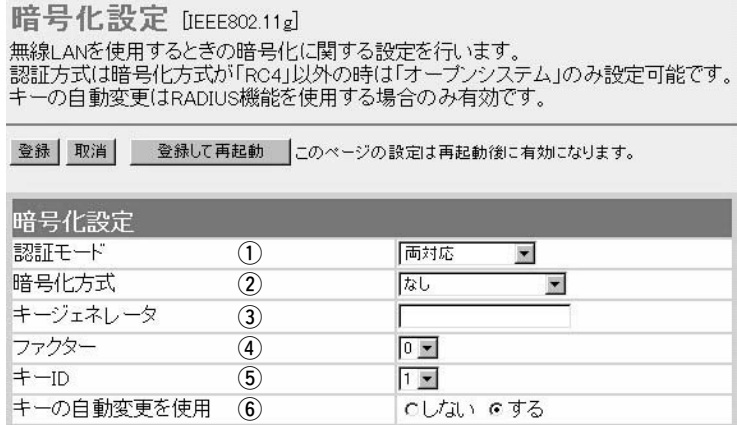 暗号化設定 [IEEE802.11g]
無線LANを使用するときの暗号化に関する設定を行います。
認証方式は暗号化方式が「RC4」以外の時は「オープンシステム」のみ設定可能です。
キーの自動変更はRADIUS機能を使用する場合のみ有効です。
登録 取消 登録して再起動 このページの設定は再起動後に有効になります。
暗号化設定
認証モード ① 両対応
暗号化方式 ② なし
キージェネレータ ③
ファクター ④ 0
キーID ⑤ 1
キーの自動変更を使用 ⑥ しない する